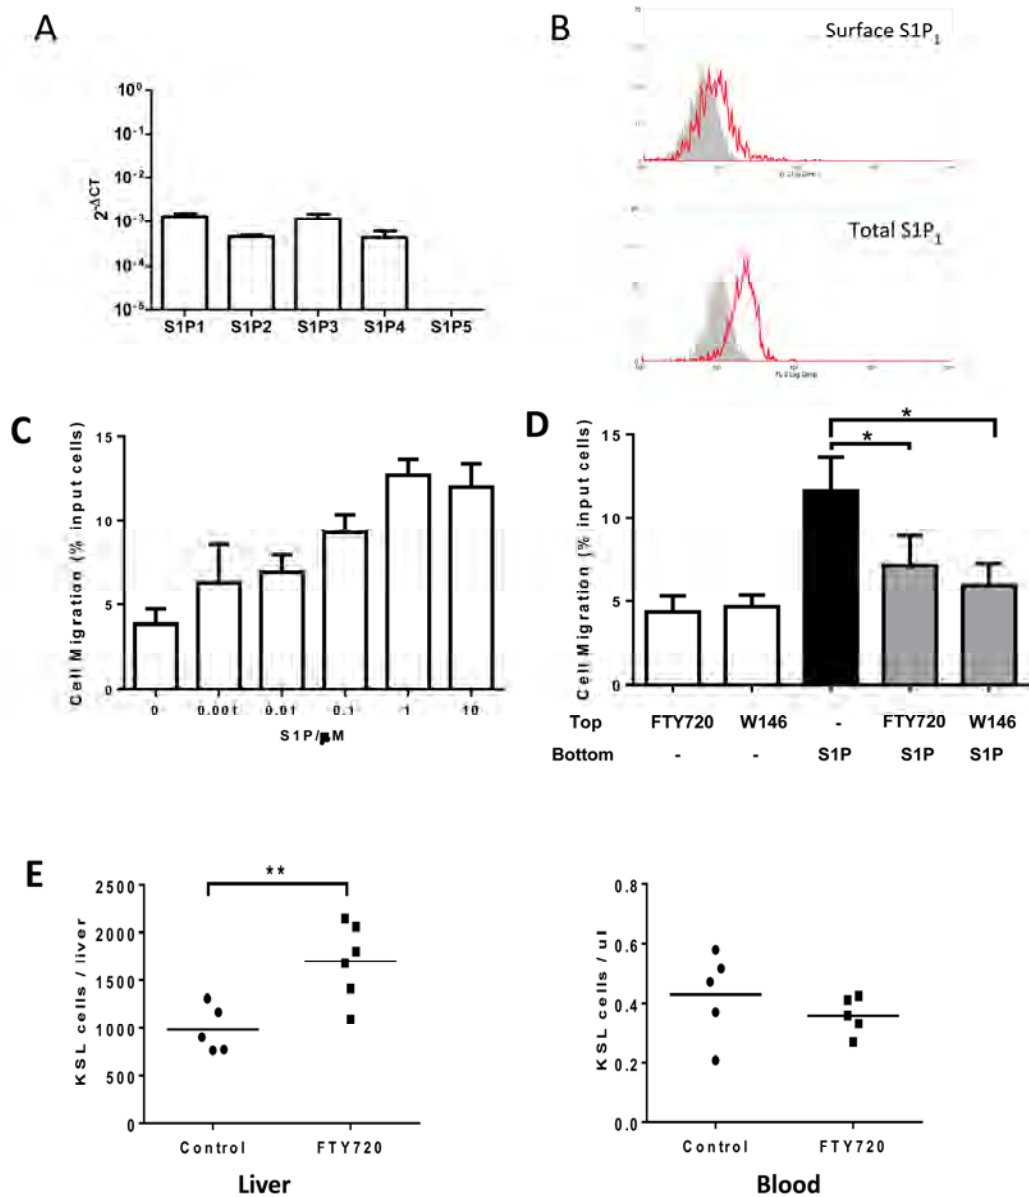 A
2^-ΔCT
10^0
10^-1
10^-2
10^-3
10^-4
10^-5
S1P1 S1P2 S1P3 S1P4 S1P5
B
Surface S1P1
Total S1P1
FL 2 Log Comp
C
Cell Migration (% input cells)
15
10
5
0
0 0.001 0.01 0.1 1 10
S1P/μM
D
Cell Migration (% input cells)
15
10
5
0
* *
Top FTY720 W146 - FTY720 W146
Bottom - - S1P S1P S1P
E
KSL cells / liver
2500
2000
1500
1000
500
0
**
Control FTY720
Liver
KSL cells / ul
0.8
0.6
0.4
0.2
0.0
Control FTY720
Blood